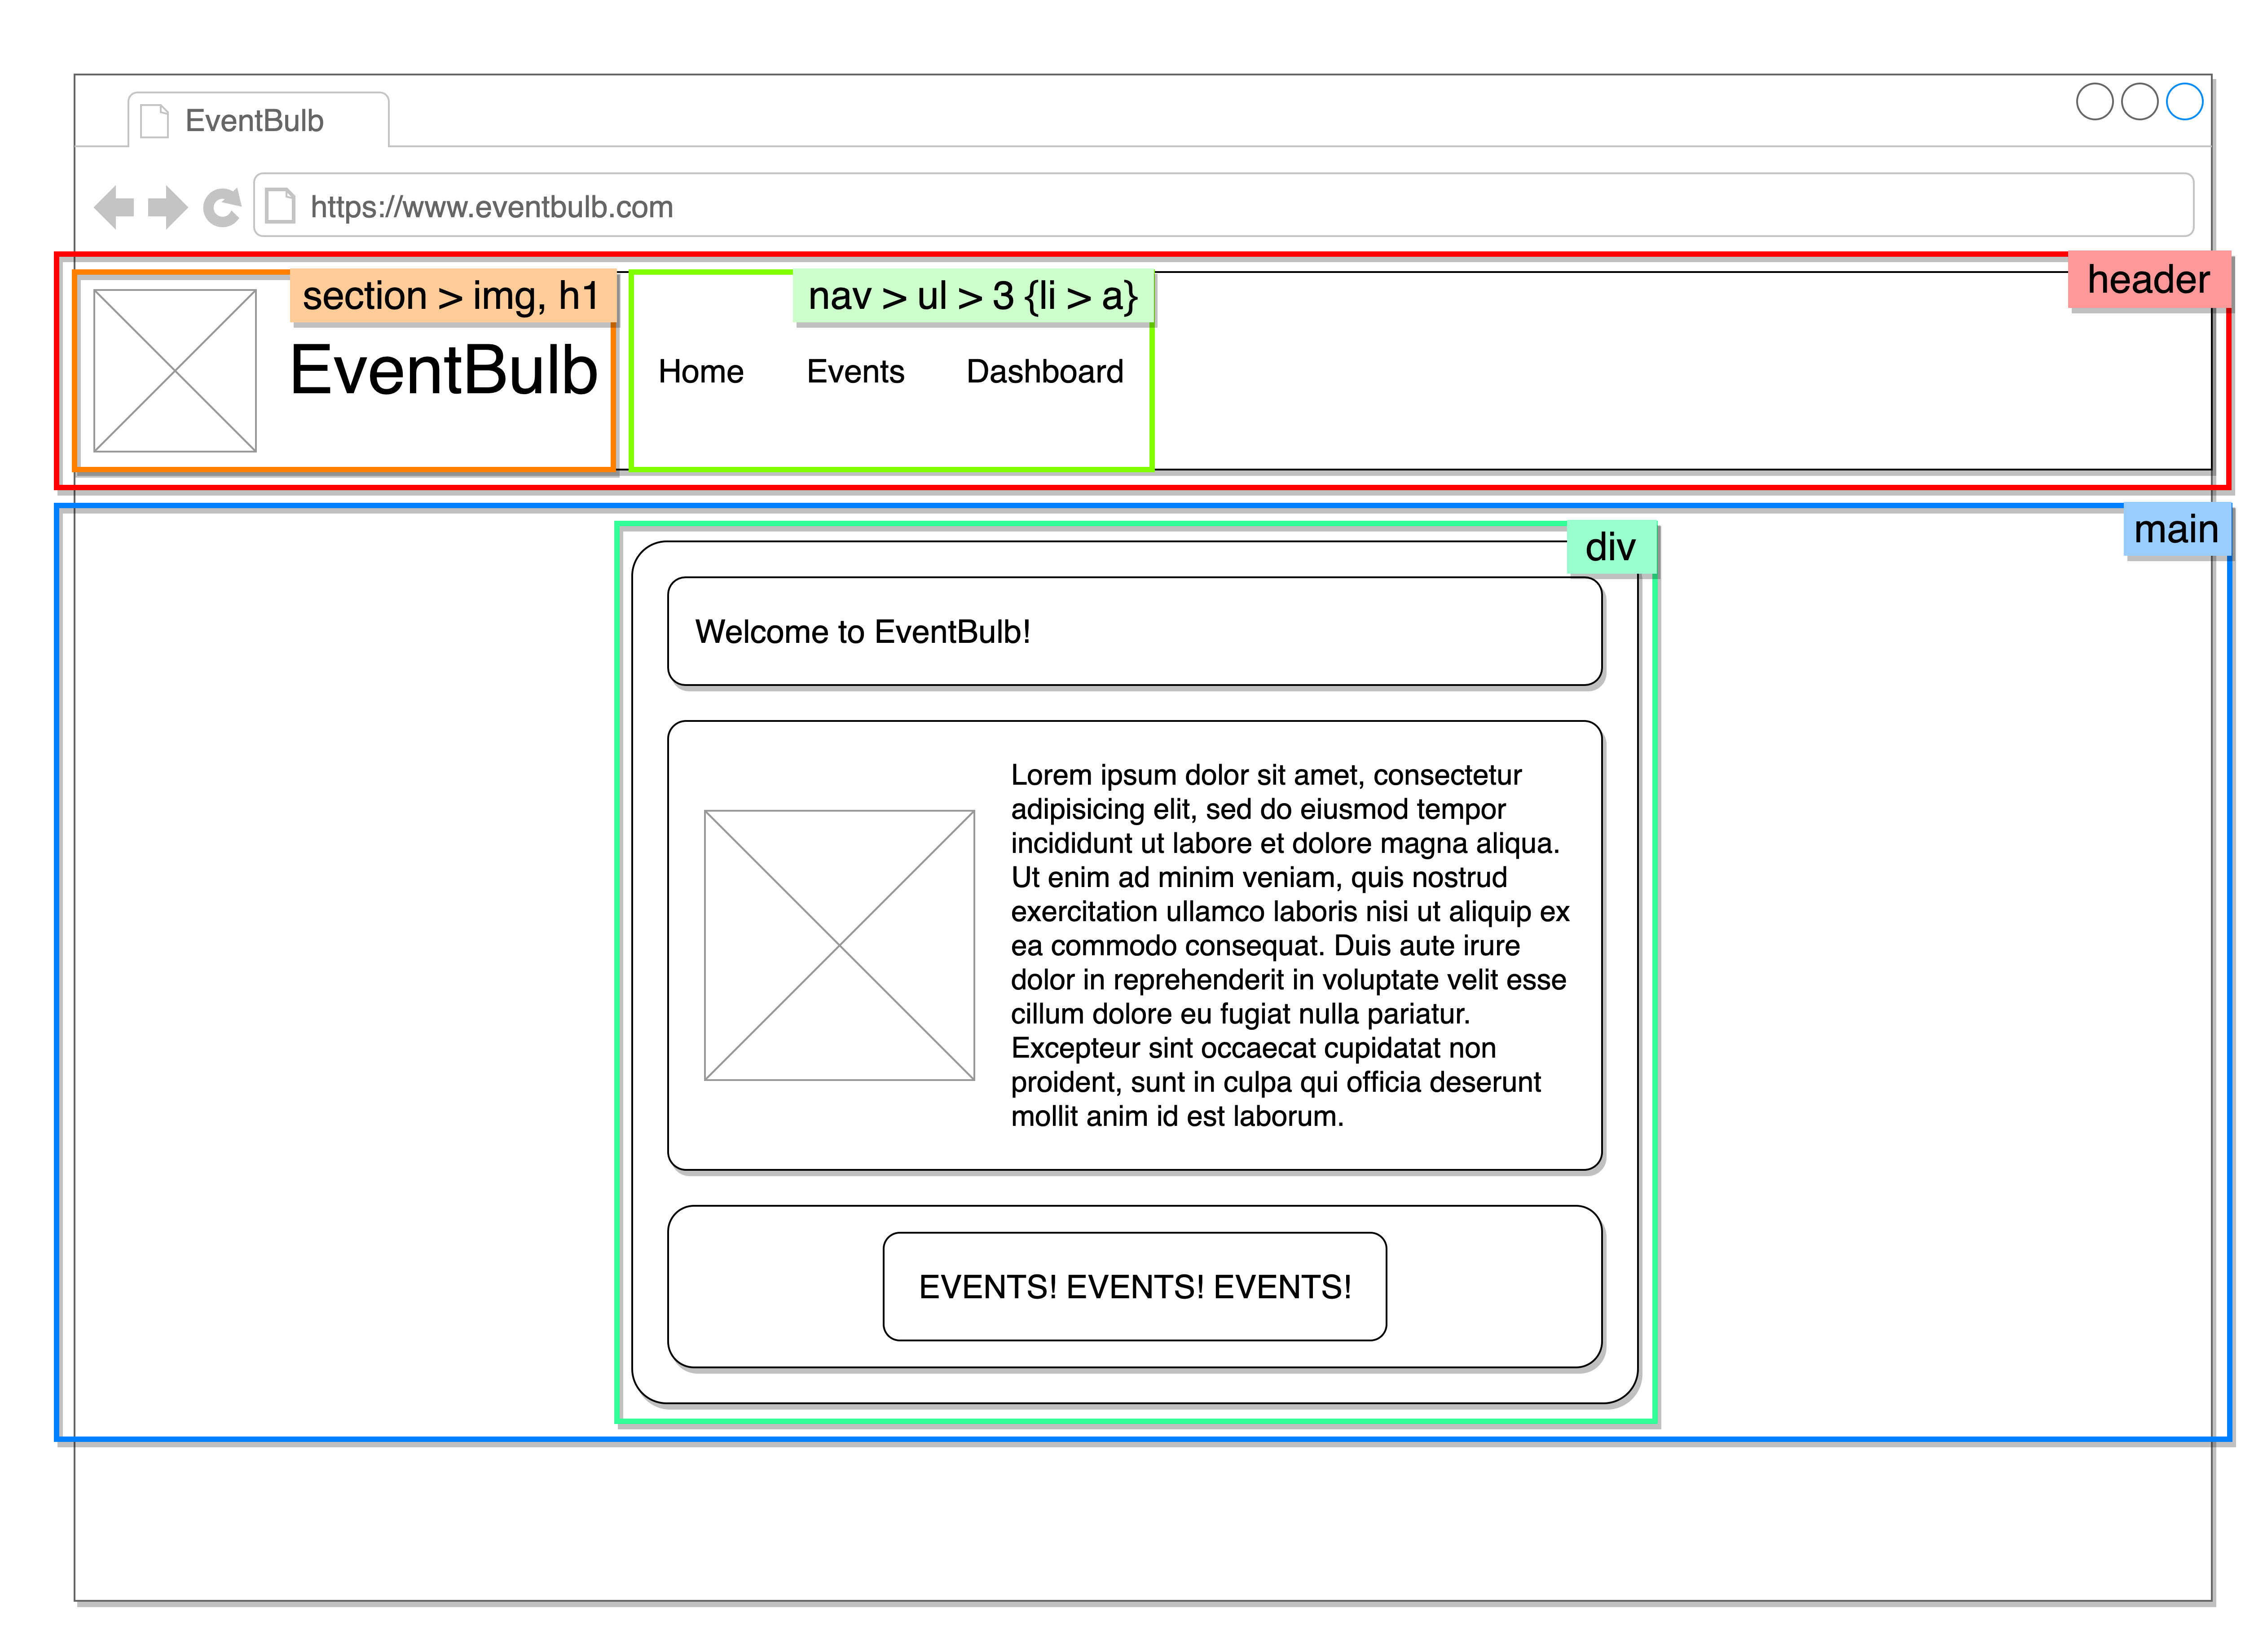 EventBulb
https://www.eventbulb.com
header
section > img, h1
nav > ul > 3 {li > a}
EventBulb
Home
Events
Dashboard
main
div
Welcome to EventBulb!
Lorem ipsum dolor sit amet, consectetur
adipisicing elit, sed do eiusmod tempor
incididunt ut labore et dolore magna aliqua.
Ut enim ad minim veniam, quis nostrud
exercitation ullamco laboris nisi ut aliquip ex
ea commodo consequat. Duis aute irure
dolor in reprehenderit in voluptate velit esse
cillum dolore eu fugiat nulla pariatur.
Excepteur sint occaecat cupidatat non
proident, sunt in culpa qui officia deserunt
mollit anim id est laborum.
EVENTS! EVENTS! EVENTS!